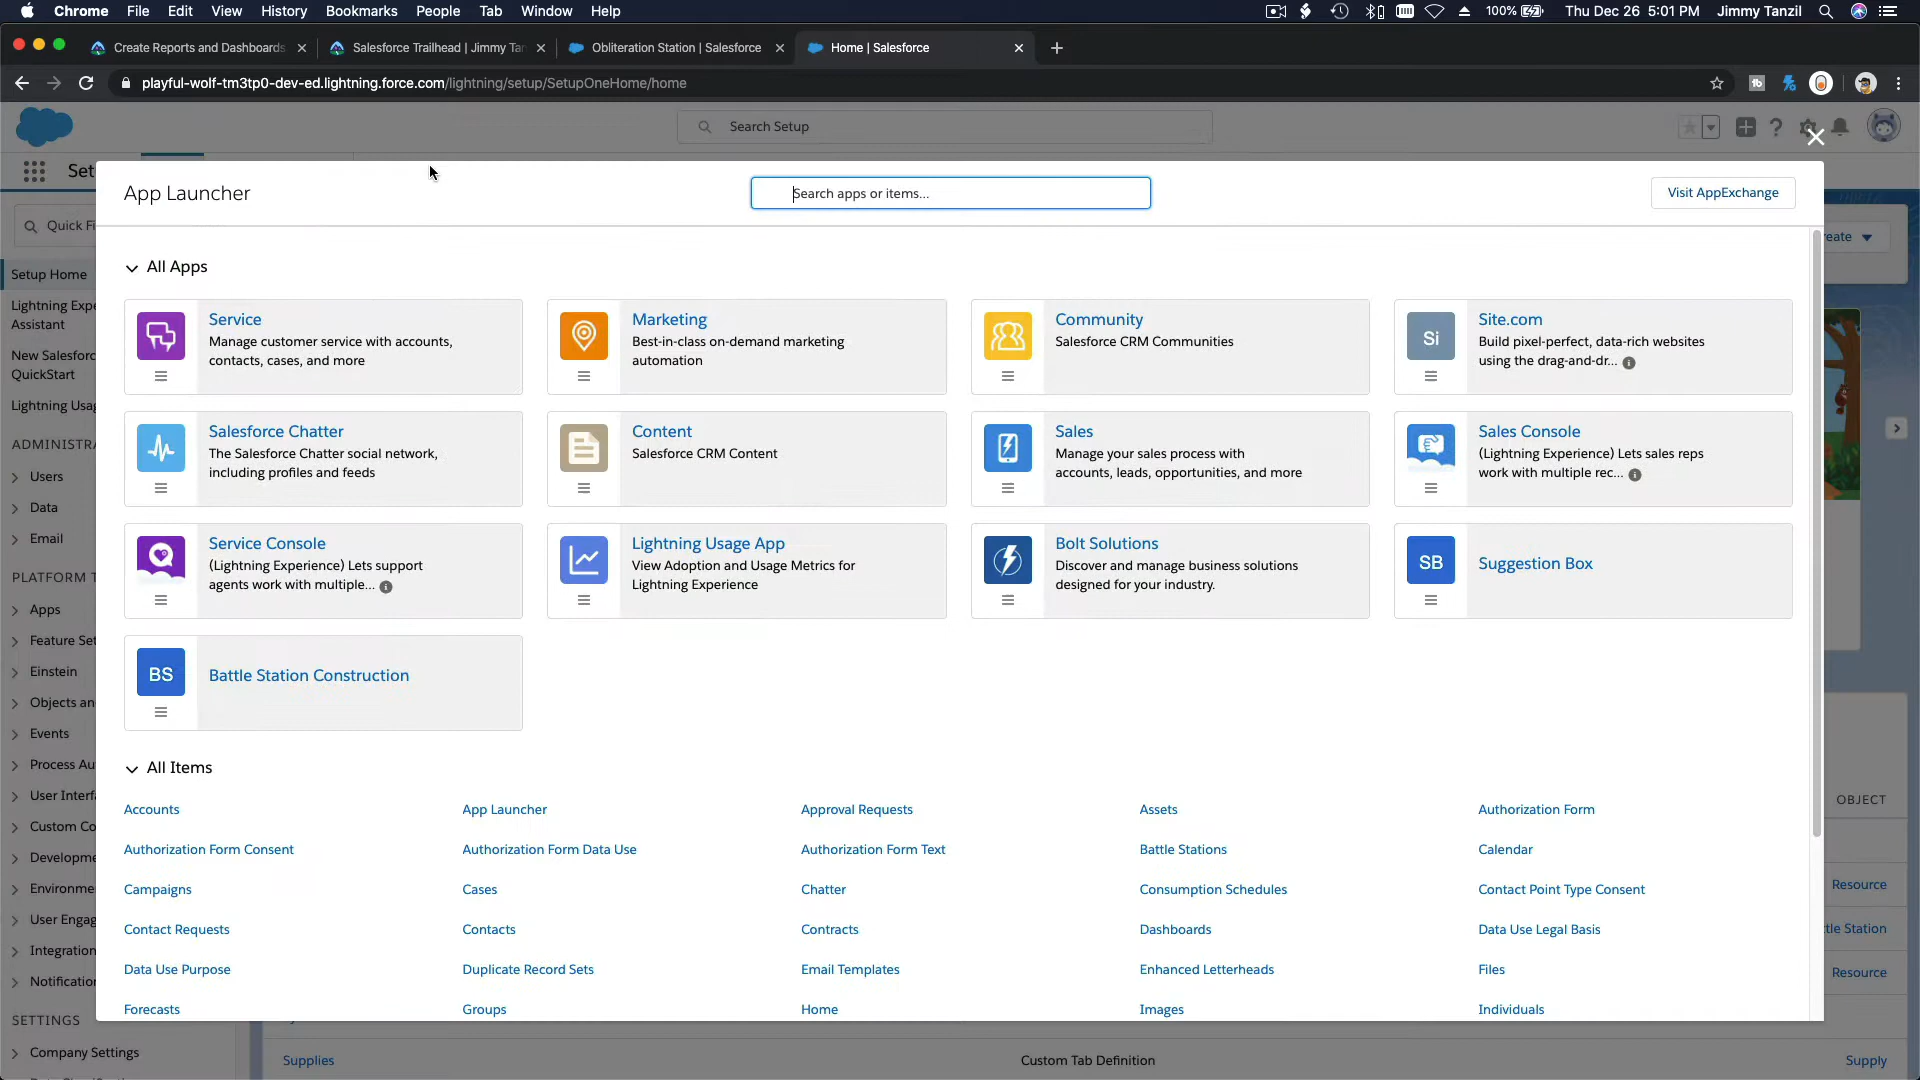 Chrome File Edit View History Bookmarks People Tab Window Help 100% Thu Dec 26 5:01 PM Jimmy Tanzil
Create Reports and Dashboards Salesforce Trailhead | Jimmy Tan Obliteration Station | Salesforce Home | Salesforce
playful-wolf-tm3tp0-dev-ed.lightning.force.com/lightning/setup/SetupOneHome/home
Search Setup
Set
App Launcher
Search apps or items...
Visit AppExchange
Quick Fi
eate
All Apps
Setup Home
Lightning Expe
Assistant
New Salesforc
QuickStart
Lightning Usag
ADMINISTRA
Users
Data
Email
PLATFORM T
Apps
Feature Set
Einstein
Objects an
Events
Process Au
User Interfa
Custom Co
Developme
Environme
User Engag
Integration
Notification
SETTINGS
Company Settings
Service
Manage customer service with accounts,
contacts, cases, and more
Marketing
Best-in-class on-demand marketing
automation
Community
Salesforce CRM Communities
Si
Site.com
Build pixel-perfect, data-rich websites
using the drag-and-dr...
Salesforce Chatter
The Salesforce Chatter social network,
including profiles and feeds
Content
Salesforce CRM Content
Sales
Manage your sales process with
accounts, leads, opportunities, and more
Sales Console
(Lightning Experience) Lets sales reps
work with multiple rec...
Service Console
(Lightning Experience) Lets support
agents work with multiple...
Lightning Usage App
View Adoption and Usage Metrics for
Lightning Experience
Bolt Solutions
Discover and manage business solutions
designed for your industry.
SB
Suggestion Box
BS
Battle Station Construction
All Items
Accounts App Launcher Approval Requests Assets Authorization Form
Authorization Form Consent Authorization Form Data Use Authorization Form Text Battle Stations Calendar
Campaigns Cases Chatter Consumption Schedules Contact Point Type Consent
Contact Requests Contacts Contracts Dashboards Data Use Legal Basis
Data Use Purpose Duplicate Record Sets Email Templates Enhanced Letterheads Files
Forecasts Groups Home Images Individuals
OBJECT
Resource
ttle Station
Resource
Supplies Custom Tab Definition Supply